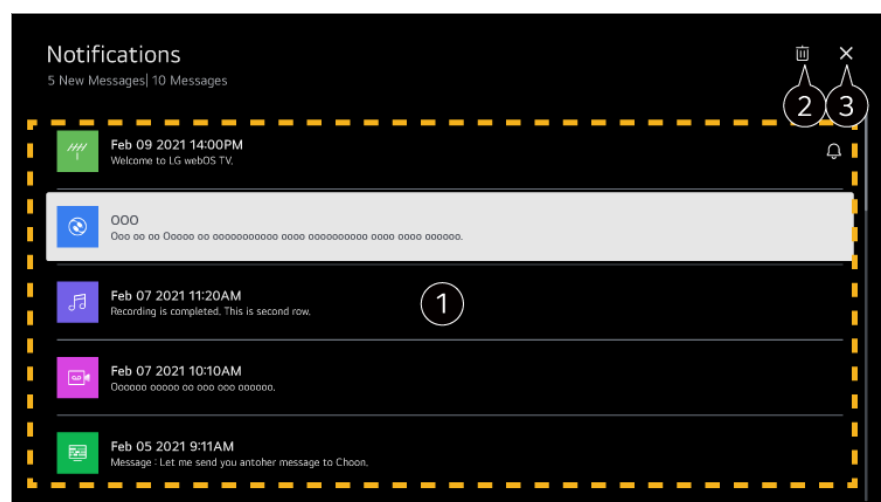 Notifications
5 New Messages| 10 Messages
2 3
Feb 09 2021 14:00PM
Welcome to LG webOS TV.
OOO
Ooo oo oo Ooooo oo ooooooooooo oooo oooooooooo oooo oooo oooooo.
Feb 07 2021 11:20AM
Recording is completed. This is second row.
1
Feb 07 2021 10:10AM
Oooooo ooooo oo ooo ooo oooooo.
Feb 05 2021 9:11AM
Message : Let me send you antoher message to Choon.